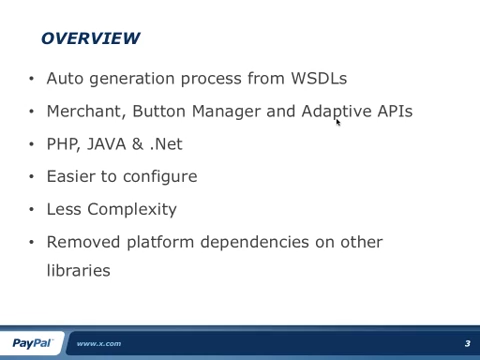 OVERVIEW
• Auto generation process from WSDLs
• Merchant, Button Manager and Adaptive APIs
• PHP, JAVA & .Net
• Easier to configure
• Less Complexity
• Removed platform dependencies on other
libraries
PayPal www.x.com 3